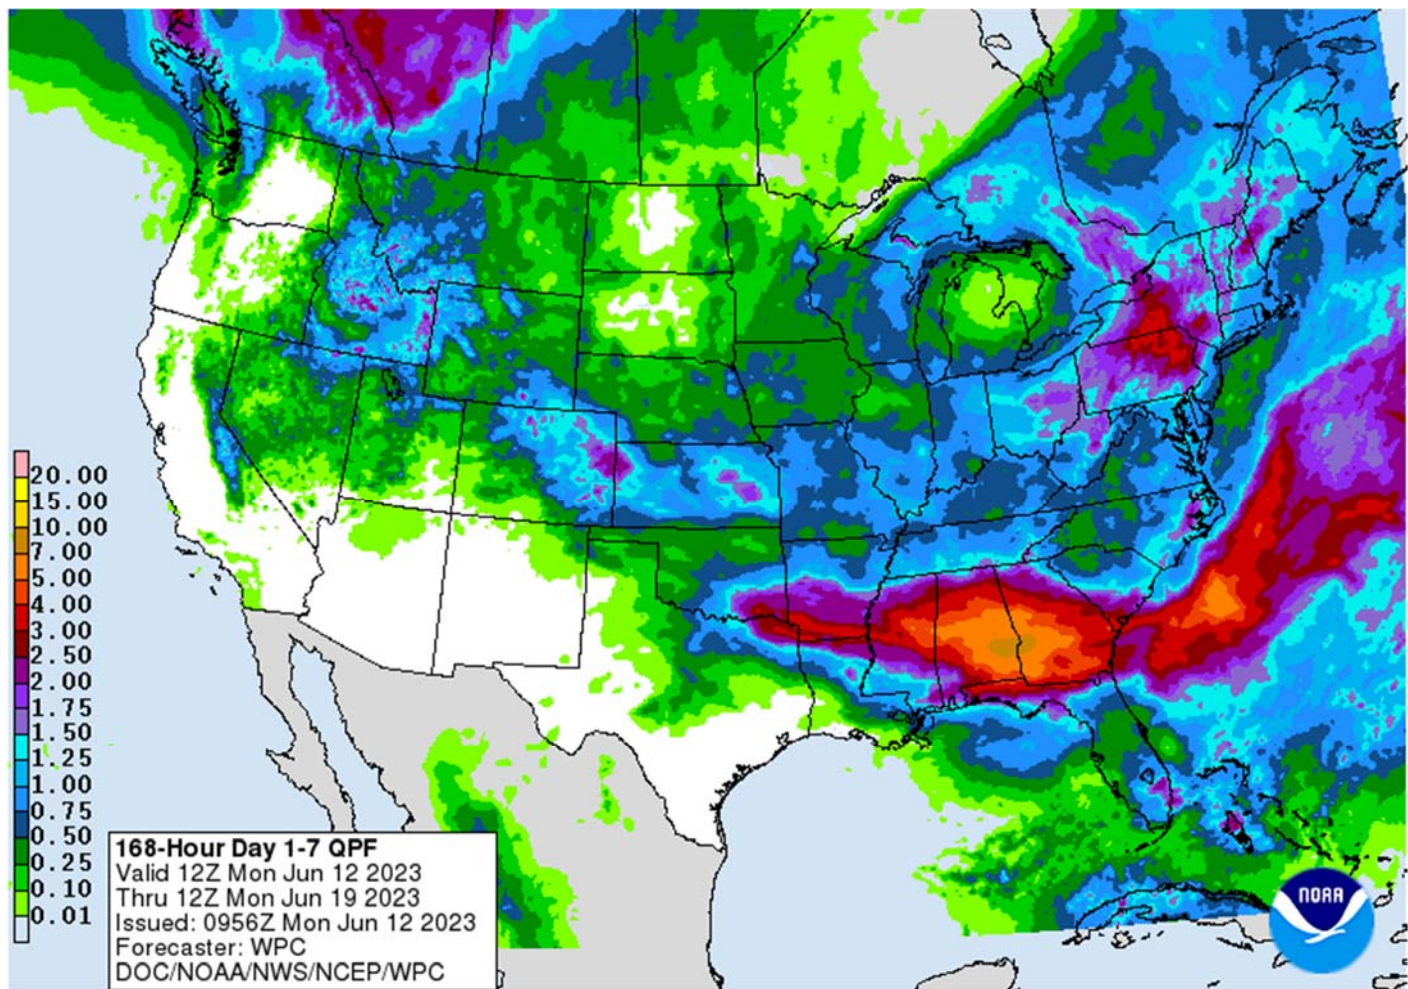 20.00
15.00
10.00
7.00
5.00
4.00
3.00
2.50
2.00
1.75
1.50
1.25
1.00
0.75
0.50
0.25
0.10
0.01
168-Hour Day 1-7 QPF
Valid 12Z Mon Jun 12 2023
Thru 12Z Mon Jun 19 2023
Issued: 0956Z Mon Jun 12 2023
Forecaster: WPC
DOC/NOAA/NWS/NCEP/WPC
NOAA